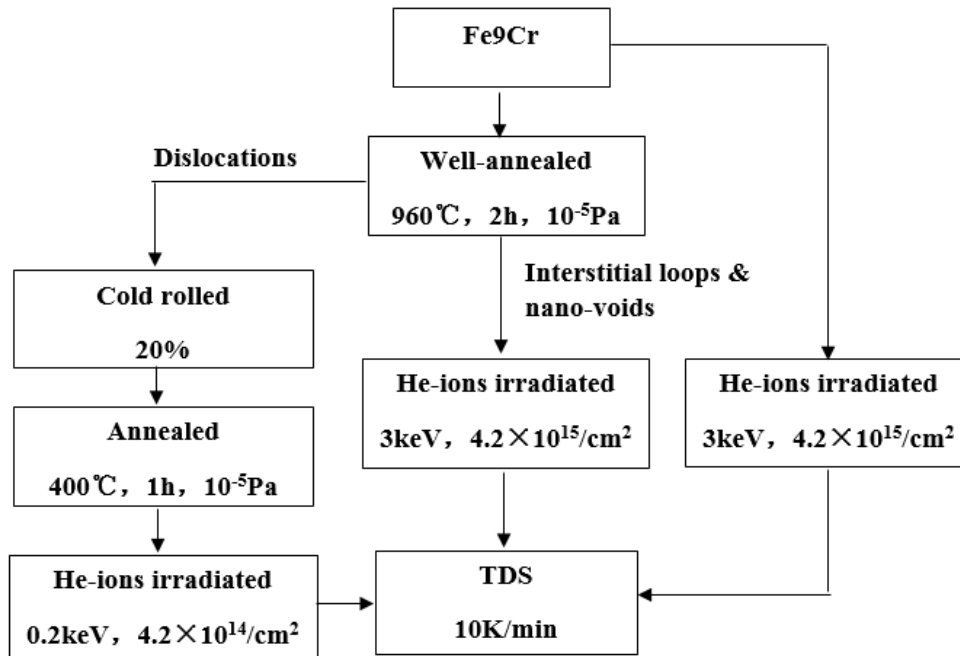 Fe9Cr
Dislocations
Well-annealed
960℃，2h，10⁻⁵Pa
Cold rolled
20%
Interstitial loops &
nano-voids
Annealed
400℃，1h，10⁻⁵Pa
He-ions irradiated
3keV，4.2×10¹⁵/cm²
He-ions irradiated
3keV，4.2×10¹⁵/cm²
He-ions irradiated
0.2keV，4.2×10¹⁴/cm²
TDS
10K/min